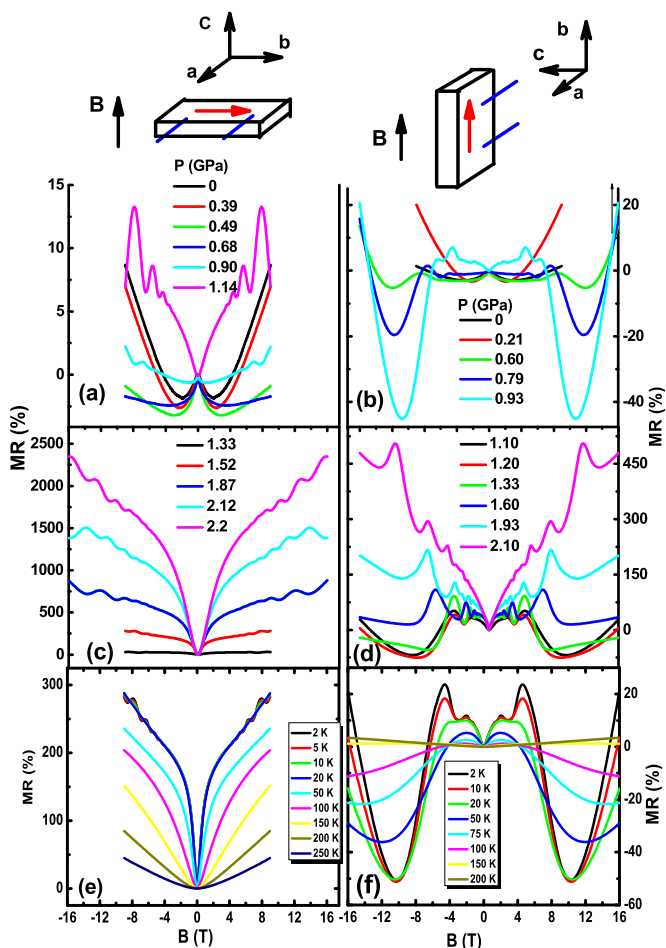 C
b
a
B
b
c
a
B
P (GPa)
0
0.39
0.49
0.68
0.90
1.14
15
10
5
0
MR (%)
(a)
P (GPa)
0
0.21
0.60
0.79
0.93
20
0
-20
-40
MR (%)
(b)
1.33
1.52
1.87
2.12
2.2
2500
2000
1500
1250
1000
750
500
250
0
MR (%)
(c)
1.10
1.20
1.33
1.60
1.93
2.10
450
300
150
0
MR (%)
(d)
2 K
5 K
10 K
20 K
50 K
100 K
150 K
200 K
250 K
300
200
100
0
MR (%)
(e)
-16 -12 -8 -4 0 4 8 12 16
B (T)
2 K
10 K
20 K
50 K
75 K
100 K
150 K
200 K
20
0
-20
-40
-60
MR (%)
(f)
-16 -12 -8 -4 0 4 8 12 16
B (T)